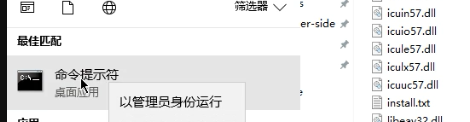 筛选器
最佳匹配
命令提示符
桌面应用
以管理员身份运行
s
er-side
icuin57.dll
icuio57.dll
icule57.dll
iculx57.dll
icuuc57.dll
install.txt
libeay32.dll